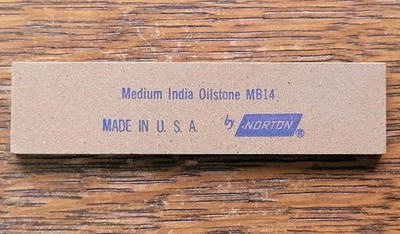 Medium India Oilstone MB14
MADE IN U. S. A. by NORTON ®